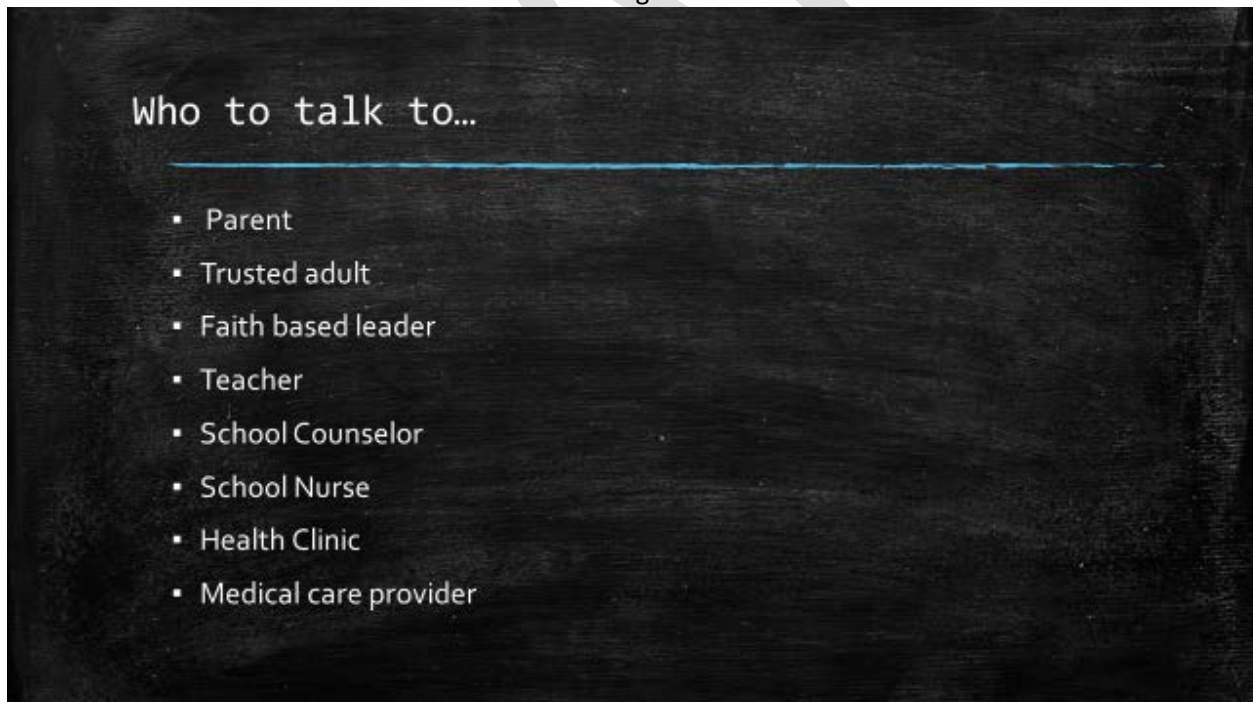 Who to talk to…
▪ Parent
▪ Trusted adult
▪ Faith based leader
▪ Teacher
▪ School Counselor
▪ School Nurse
▪ Health Clinic
▪ Medical care provider